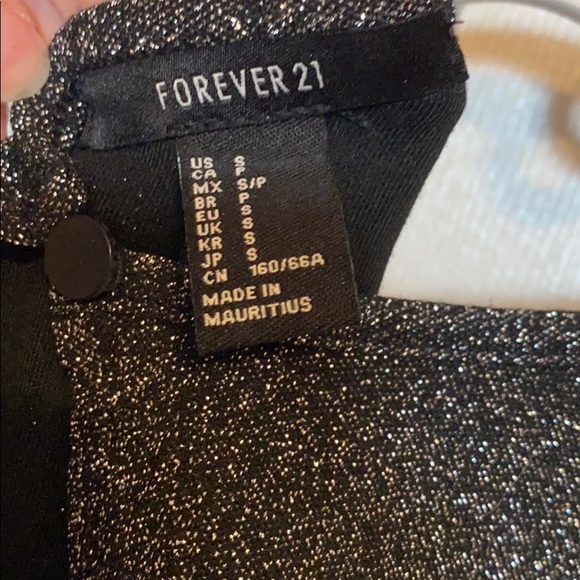 FOREVER 21
US S
CA P
MX S/P
BR P
EU S
UK S
KR S
JP S
CN 160/66A
MADE IN
MAURITIUS